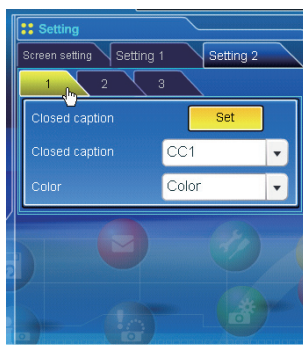 Setting
Screen setting Setting 1 Setting 2
1 2 3
Closed caption Set
Closed caption CC1
Color Color